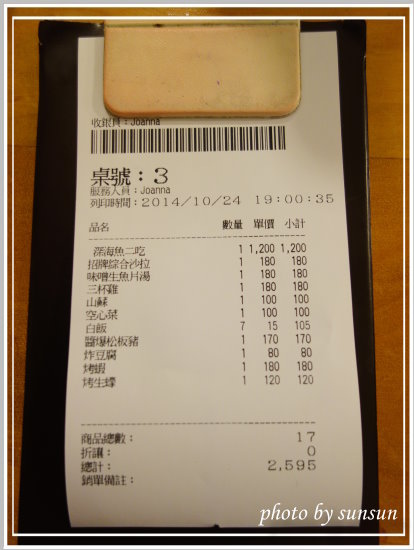 收銀員：Joanna
桌號：3
服務人員：Joanna
列印時間：2014/10/24 19:00:35
品名 數量 單價 小計
深海魚二吃 1 1,200 1,200
招牌綜合沙拉 1 180 180
味噌生魚片湯 1 180 180
三杯雞 1 180 180
山蘇 1 100 100
空心菜 1 100 100
白飯 7 15 105
醬爆松板豬 1 170 170
炸豆腐 1 80 80
烤蝦 1 180 180
烤生蠔 1 120 120
商品總數： 17
折讓： 0
總計： 2,595
銷單備註：
photo by sunsun